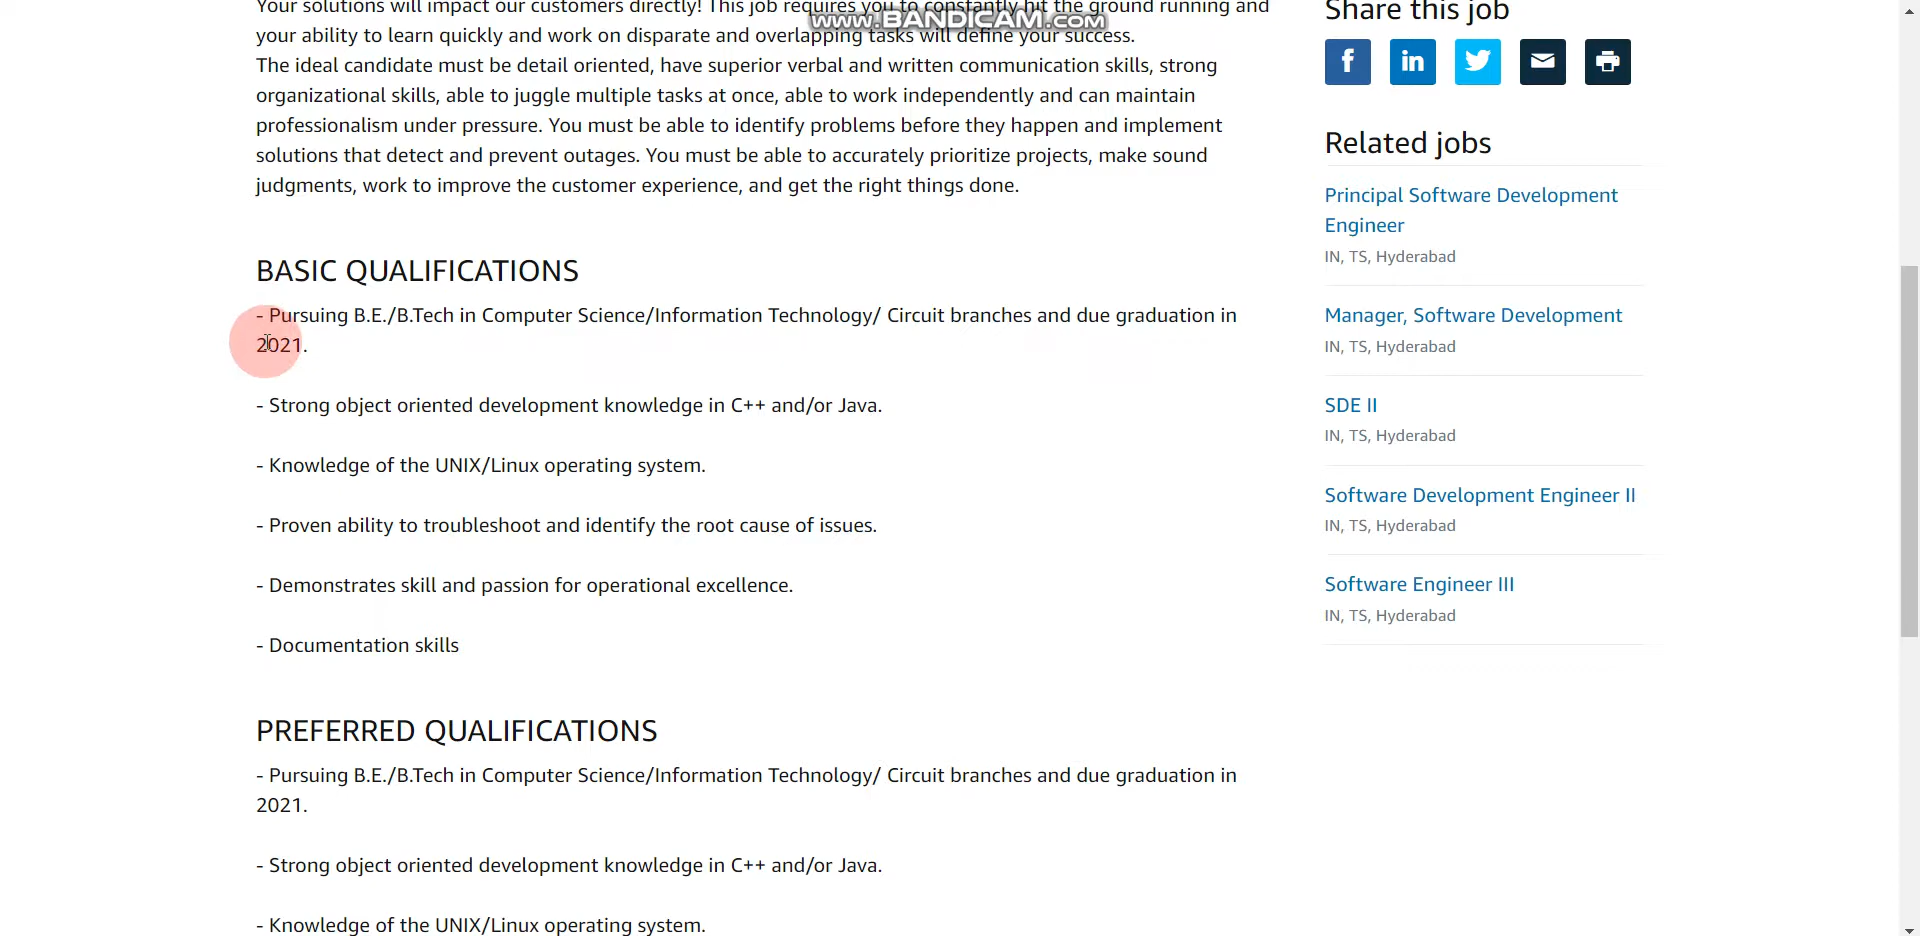 Your solutions will impact our customers directly! This job requires you to constantly hit the ground running and
www.BANDICAM.com
your ability to learn quickly and work on disparate and overlapping tasks will define your success.
The ideal candidate must be detail oriented, have superior verbal and written communication skills, strong
organizational skills, able to juggle multiple tasks at once, able to work independently and can maintain
professionalism under pressure. You must be able to identify problems before they happen and implement
solutions that detect and prevent outages. You must be able to accurately prioritize projects, make sound
judgments, work to improve the customer experience, and get the right things done.
BASIC QUALIFICATIONS
- Pursuing B.E./B.Tech in Computer Science/Information Technology/ Circuit branches and due graduation in
2021.
- Strong object oriented development knowledge in C++ and/or Java.
- Knowledge of the UNIX/Linux operating system.
- Proven ability to troubleshoot and identify the root cause of issues.
- Demonstrates skill and passion for operational excellence.
- Documentation skills
PREFERRED QUALIFICATIONS
- Pursuing B.E./B.Tech in Computer Science/Information Technology/ Circuit branches and due graduation in
2021.
- Strong object oriented development knowledge in C++ and/or Java.
- Knowledge of the UNIX/Linux operating system.
Share this job
f
in
Related jobs
Principal Software Development
Engineer
IN, TS, Hyderabad
Manager, Software Development
IN, TS, Hyderabad
SDE II
IN, TS, Hyderabad
Software Development Engineer II
IN, TS, Hyderabad
Software Engineer III
IN, TS, Hyderabad